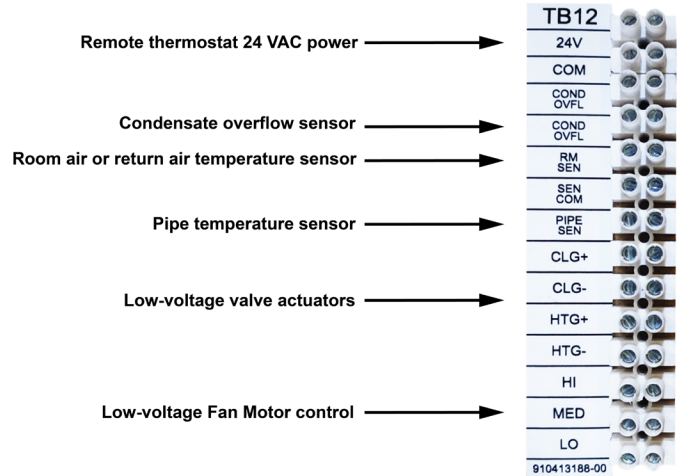 TB12
Remote thermostat 24 VAC power
24V
COM
COND
OVFL
Condensate overflow sensor
COND
OVFL
Room air or return air temperature sensor
RM
SEN
SEN
COM
Pipe temperature sensor
PIPE
SEN
CLG+
Low-voltage valve actuators
CLG-
HTG+
HTG-
HI
Low-voltage Fan Motor control
MED
LO
910413188-00